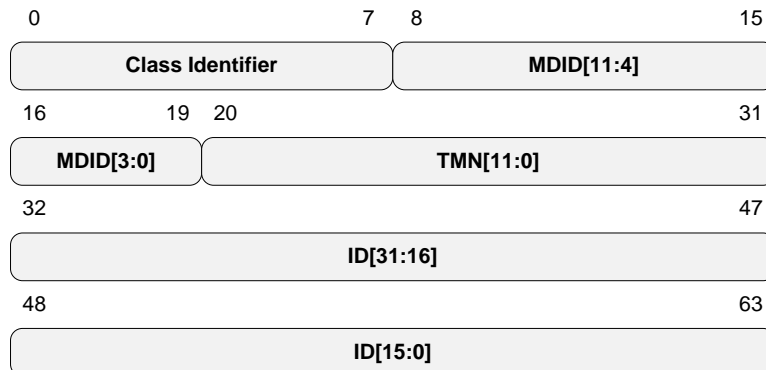 0 7 8 15
Class Identifier MDID[11:4]
16 19 20 31
MDID[3:0] TMN[11:0]
32 47
ID[31:16]
48 63
ID[15:0]